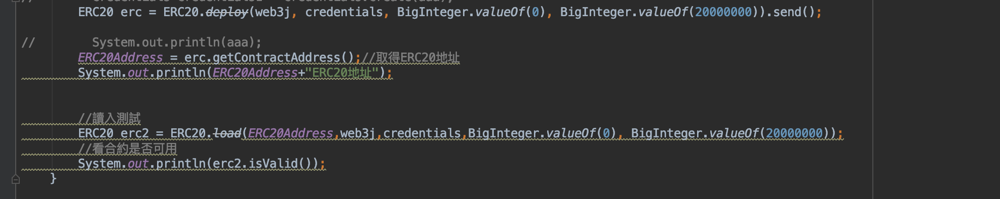 ERC20 erc = ERC20.deploy(web3j, credentials, BigInteger.valueOf(0), BigInteger.valueOf(20000000)).send();
//        System.out.println(aaa);
ERC20Address = erc.getContractAddress();//取得ERC20地址
System.out.println(ERC20Address+"ERC20地址");
//讀入測試
ERC20 erc2 = ERC20.load(ERC20Address,web3j,credentials,BigInteger.valueOf(0), BigInteger.valueOf(20000000));
//看合約是否可用
System.out.println(erc2.isValid());
}